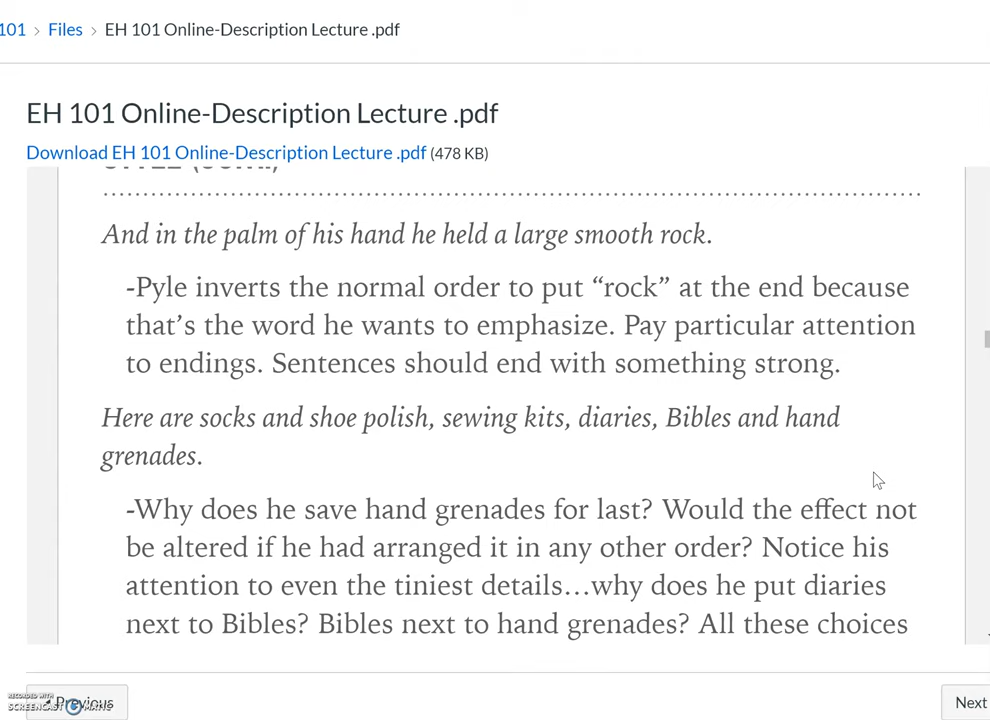 101 > Files > EH 101 Online-Description Lecture .pdf
EH 101 Online-Description Lecture .pdf
Download EH 101 Online-Description Lecture .pdf (478 KB)
And in the palm of his hand he held a large smooth rock.
-Pyle inverts the normal order to put “rock” at the end because
that’s the word he wants to emphasize. Pay particular attention
to endings. Sentences should end with something strong.
Here are socks and shoe polish, sewing kits, diaries, Bibles and hand
grenades.
-Why does he save hand grenades for last? Would the effect not
be altered if he had arranged it in any other order? Notice his
attention to even the tiniest details…why does he put diaries
next to Bibles? Bibles next to hand grenades? All these choices
Previous
Next
RECORDED WITH
SCREENCAST MATIC